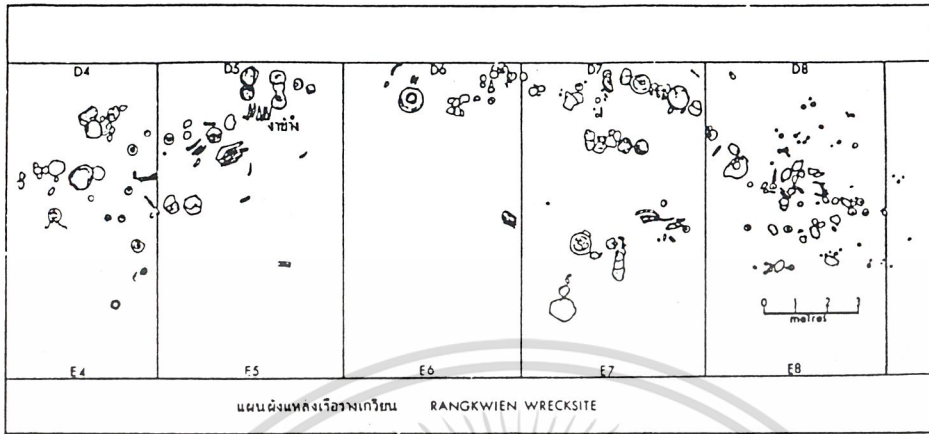 D4 D5 D6 D7 D8
งาช้าง
0 1 2 3
metres
E4 E5 E6 E7 E8
แผนผังแหล่งเรือรางเกวียน RANGKWIEN WRECKSITE